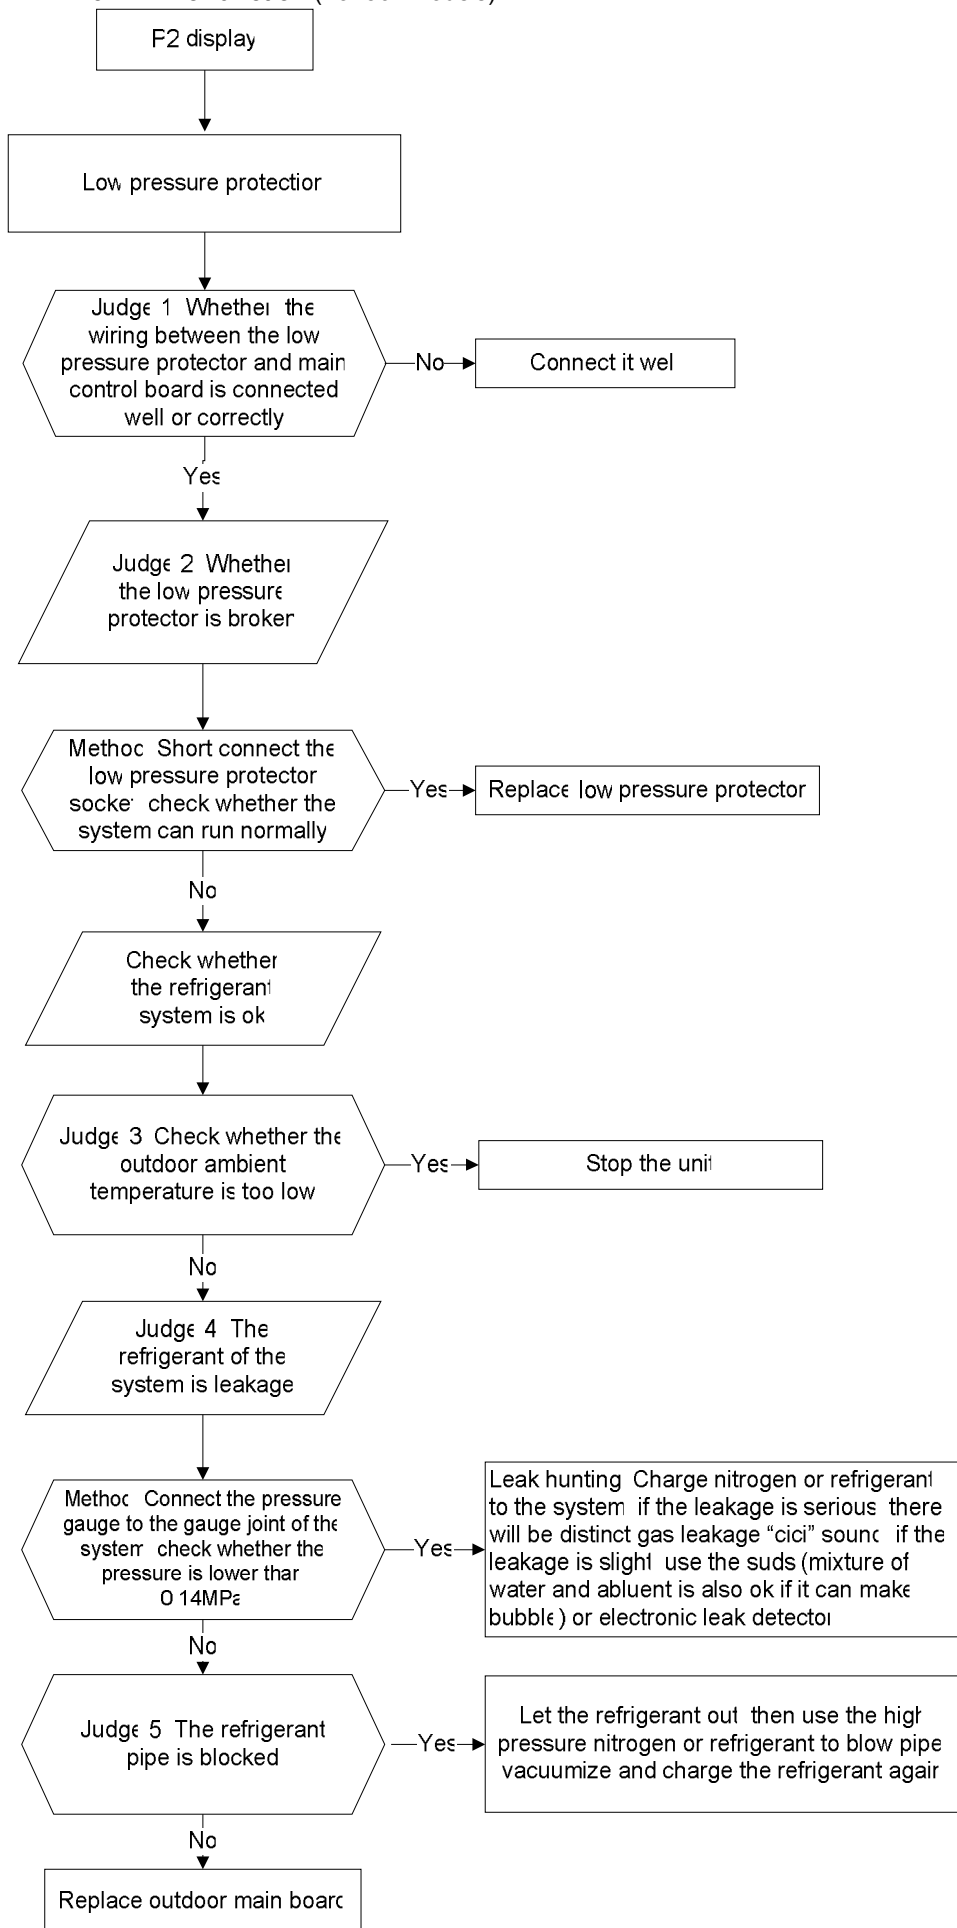 P2 display
Low pressure protection
Judge 1 Whether the
wiring between the low
pressure protector and main
control board is connected
well or correctly
No
Connect it well
Yes
Judge 2 Whether
the low pressure
protector is broken
Method Short connect the
low pressure protector
socket check whether the
system can run normally
Yes
Replace low pressure protector
No
Check whether
the refrigerant
system is ok
Judge 3 Check whether the
outdoor ambient
temperature is too low
Yes
Stop the unit
No
Judge 4 The
refrigerant of the
system is leakage
Method Connect the pressure
gauge to the gauge joint of the
system check whether the
pressure is lower than
0 14MPa
Yes
Leak hunting Charge nitrogen or refrigerant
to the system if the leakage is serious there
will be distinct gas leakage “cici” sound if the
leakage is slight use the suds (mixture of
water and abluent is also ok if it can make
bubble) or electronic leak detector
No
Judge 5 The refrigerant
pipe is blocked
Yes
Let the refrigerant out then use the high
pressure nitrogen or refrigerant to blow pipe
vacuumize and charge the refrigerant again
No
Replace outdoor main board